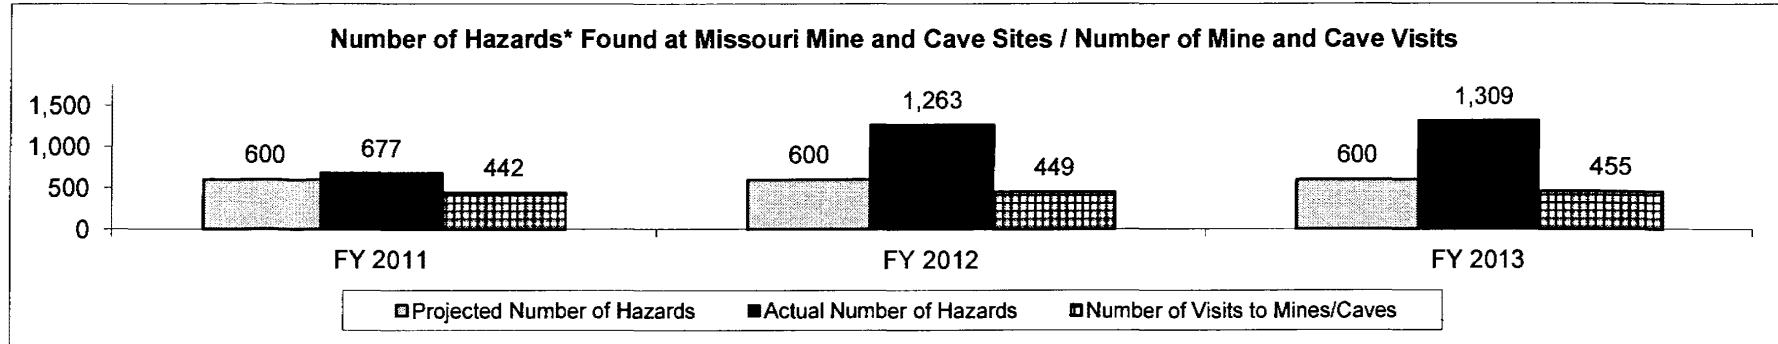 Number of Hazards* Found at Missouri Mine and Cave Sites / Number of Mine and Cave Visits
1,500
1,000
500
0
600
677
442
600
1,263
449
600
1,309
455
FY 2011
FY 2012
FY 2013
Projected Number of Hazards
Actual Number of Hazards
Number of Visits to Mines/Caves